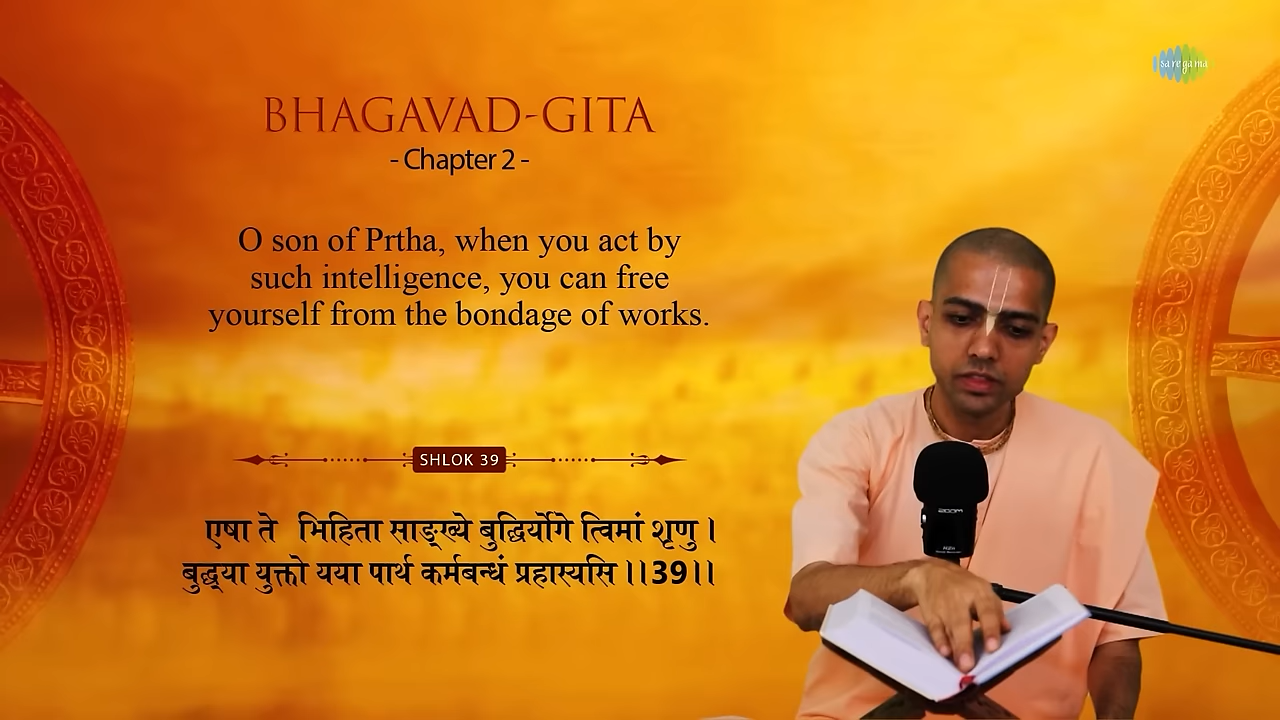 saregama
BHAGAVAD-GITA
- Chapter 2 -
O son of Prtha, when you act by
such intelligence, you can free
yourself from the bondage of works.
SHLOK 39
एषा ते भिहिता साङ्ख्ये बुद्धिर्योगे त्विमां शृणु ।
बुद्ध्या युक्तो यया पार्थ कर्मबन्धं प्रहास्यसि ।।39।।
zoom